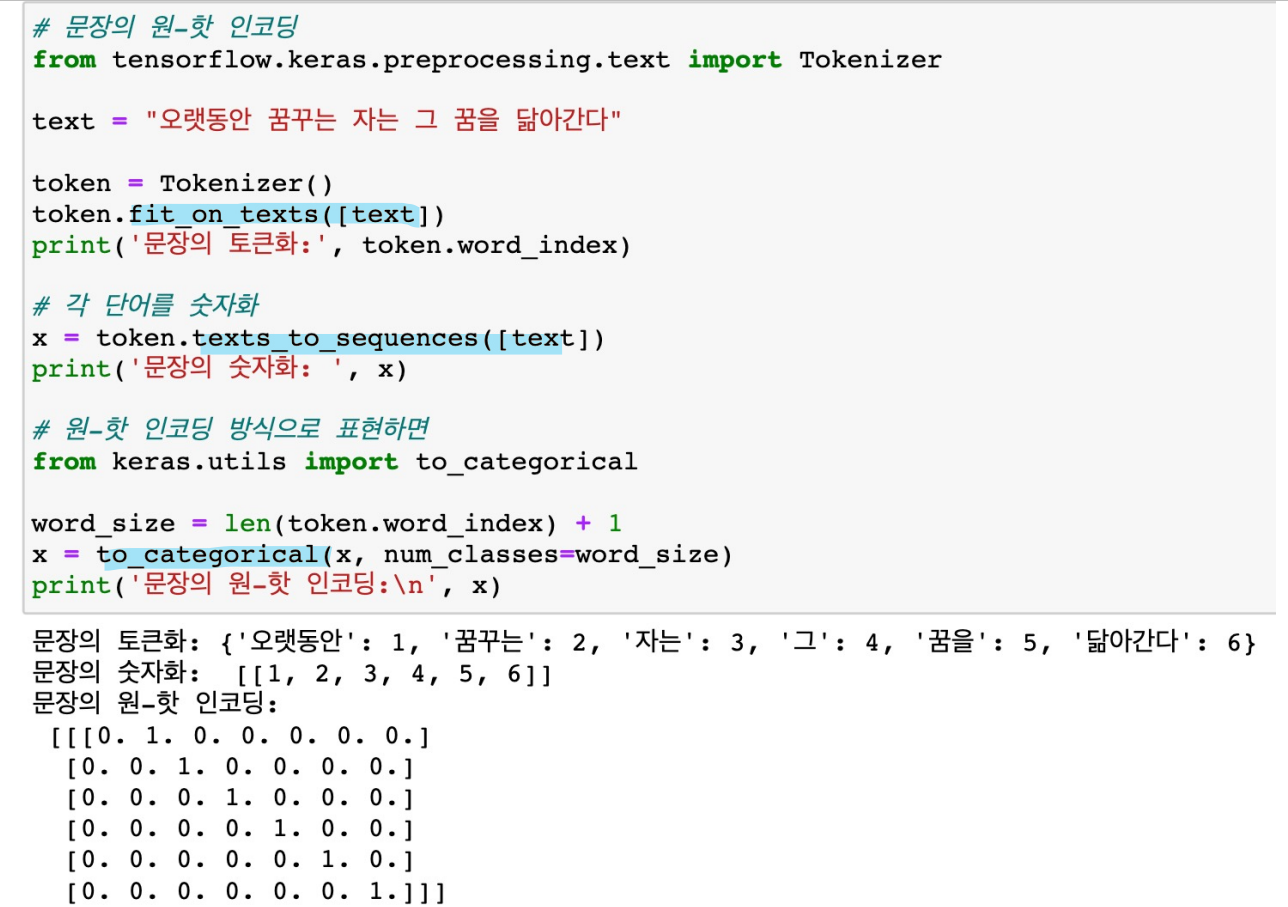 # 문장의 원-핫 인코딩
from tensorflow.keras.preprocessing.text import Tokenizer
text = "오랫동안 꿈꾸는 자는 그 꿈을 닮아간다"
token = Tokenizer()
token.fit_on_texts([text])
print('문장의 토큰화:', token.word_index)
# 각 단어를 숫자화
x = token.texts_to_sequences([text])
print('문장의 숫자화: ', x)
# 원-핫 인코딩 방식으로 표현하면
from keras.utils import to_categorical
word_size = len(token.word_index) + 1
x = to_categorical(x, num_classes=word_size)
print('문장의 원-핫 인코딩:\n', x)
문장의 토큰화: {'오랫동안': 1, '꿈꾸는': 2, '자는': 3, '그': 4, '꿈을': 5, '닮아간다': 6}
문장의 숫자화:  [[1, 2, 3, 4, 5, 6]]
문장의 원-핫 인코딩:
[[[0. 1. 0. 0. 0. 0. 0.]
[0. 0. 1. 0. 0. 0. 0.]
[0. 0. 0. 1. 0. 0. 0.]
[0. 0. 0. 0. 1. 0. 0.]
[0. 0. 0. 0. 0. 1. 0.]
[0. 0. 0. 0. 0. 0. 1.]]]